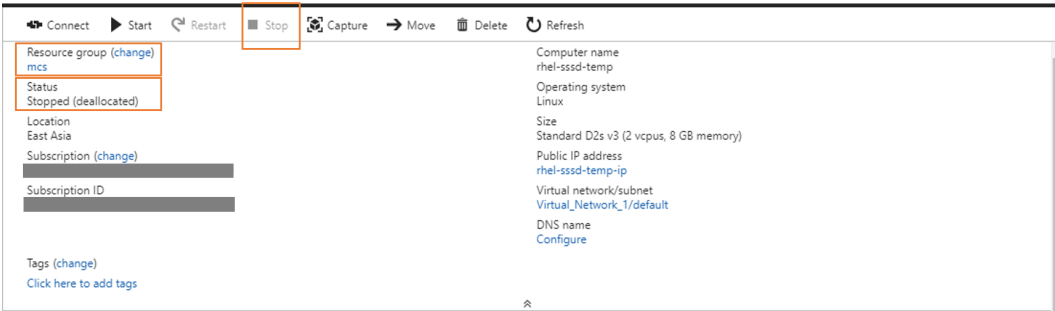 Connect Start Restart Stop Capture Move Delete Refresh
Resource group (change)
mcs
Status
Stopped (deallocated)
Location
East Asia
Subscription (change)
Subscription ID
Tags (change)
Click here to add tags
Computer name
rhel-sssd-temp
Operating system
Linux
Size
Standard D2s v3 (2 vcpus, 8 GB memory)
Public IP address
rhel-sssd-temp-ip
Virtual network/subnet
Virtual_Network_1/default
DNS name
Configure